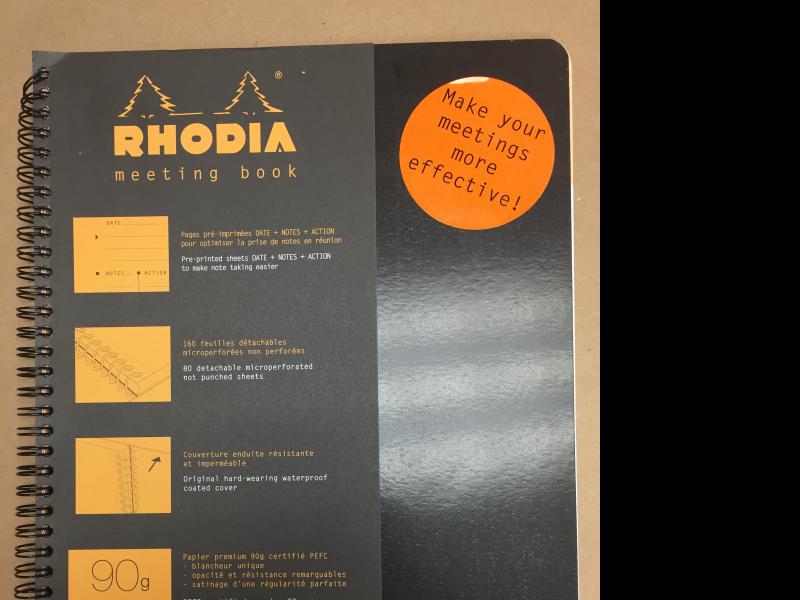 ®
RHODIA
meeting book
Make your
meetings
more
effective!
DATE
NOTES
ACTION
Pages pré-imprimées DATE + NOTES + ACTION
pour optimiser la prise de notes en réunion
Pre-printed sheets DATE + NOTES + ACTION
to make note taking easier
160 feuilles détachables
microperforées non perforées
80 detachable microperforated
not punched sheets
Couverture enduite résistante
et imperméable
Original hard-wearing waterproof
coated cover
90g
Papier premium 90g certifié PEFC
- blancheur unique
- opacité et résistance remarquables
- satinage d'une régularité parfaite